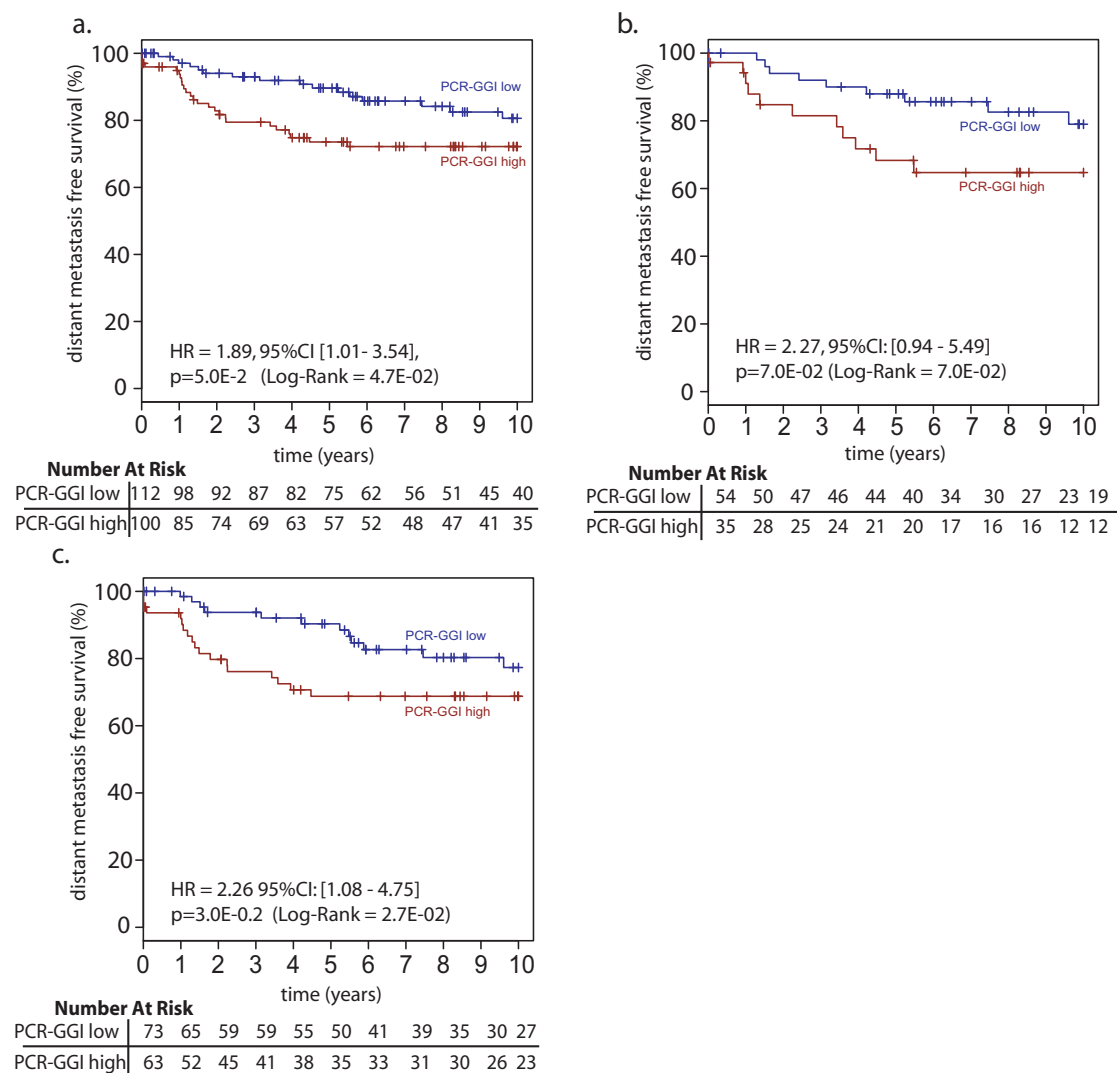 a.
distant metastasis free survival (%)
100
80
60
40
20
0
PCR-GGI low
PCR-GGI high
HR = 1.89, 95%CI [1.01- 3.54],
p=5.0E-2 (Log-Rank = 4.7E-02)
0 1 2 3 4 5 6 7 8 9 10
time (years)
Number At Risk
PCR-GGI low 112 98 92 87 82 75 62 56 51 45 40
PCR-GGI high 100 85 74 69 63 57 52 48 47 41 35
b.
distant metastasis free survival (%)
100
80
60
40
20
0
PCR-GGI low
PCR-GGI high
HR = 2.27, 95%CI: [0.94 - 5.49]
p=7.0E-02 (Log-Rank = 7.0E-02)
0 1 2 3 4 5 6 7 8 9 10
time (years)
Number At Risk
PCR-GGI low 54 50 47 46 44 40 34 30 27 23 19
PCR-GGI high 35 28 25 24 21 20 17 16 16 12 12
c.
distant metastasis free survival (%)
100
80
60
40
20
0
PCR-GGI low
PCR-GGI high
HR = 2.26 95%CI: [1.08 - 4.75]
p=3.0E-0.2 (Log-Rank = 2.7E-02)
0 1 2 3 4 5 6 7 8 9 10
time (years)
Number At Risk
PCR-GGI low 73 65 59 59 55 50 41 39 35 30 27
PCR-GGI high 63 52 45 41 38 35 33 31 30 26 23